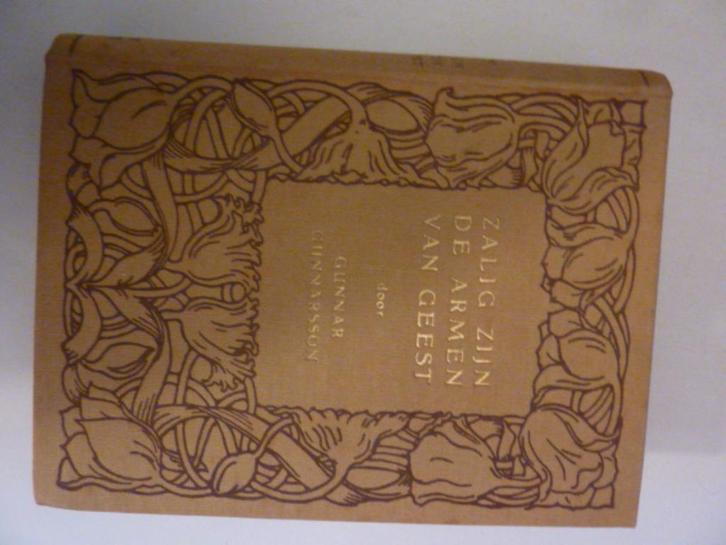 ZALIG ZIJN
DE ARMEN
VAN GEEST
door
GUNNAR
GUNNARSSON